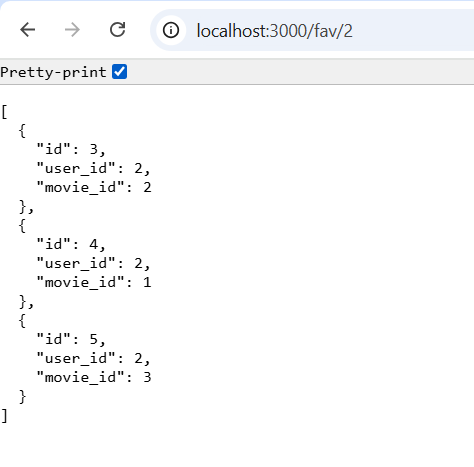 localhost:3000/fav/2
Pretty-print
[
  {
    "id": 3,
    "user_id": 2,
    "movie_id": 2
  },
  {
    "id": 4,
    "user_id": 2,
    "movie_id": 1
  },
  {
    "id": 5,
    "user_id": 2,
    "movie_id": 3
  }
]